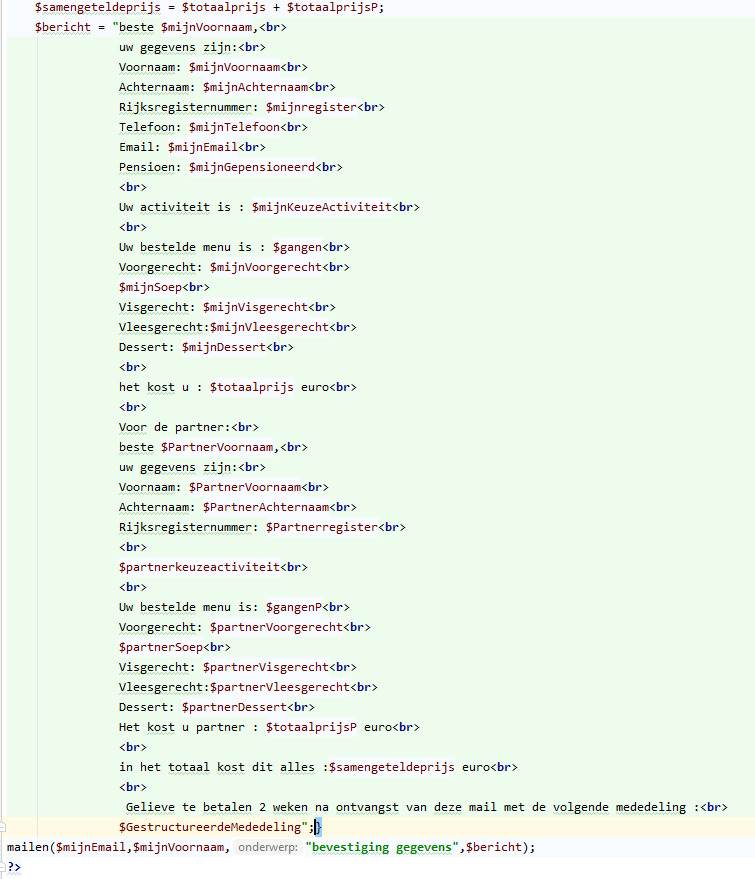 $samengeteldeprijs = $totaalprijs + $totaalprijsP;
$bericht = "beste $mijnVoornaam,<br>
uw gegevens zijn:<br>
Voornaam: $mijnVoornaam<br>
Achternaam: $mijnAchternaam<br>
Rijksregisternummer: $mijnregister<br>
Telefoon: $mijnTelefoon<br>
Email: $mijnEmail<br>
Pensioen: $mijnGepensioneerd<br>
<br>
Uw activiteit is : $mijnKeuzeActiviteit<br>
<br>
Uw bestelde menu is : $gangen<br>
Voorgerecht: $mijnVoorgerecht<br>
$mijnSoep<br>
Visgerecht: $mijnVisgerecht<br>
Vleesgerecht:$mijnVleesgerecht<br>
Dessert: $mijnDessert<br>
<br>
het kost u : $totaalprijs euro<br>
<br>
Voor de partner:<br>
beste $PartnerVoornaam,<br>
uw gegevens zijn:<br>
Voornaam: $PartnerVoornaam<br>
Achternaam: $PartnerAchternaam<br>
Rijksregisternummer: $Partnerregister<br>
<br>
$partnerkeuzeactiviteit<br>
<br>
Uw bestelde menu is: $gangenP<br>
Voorgerecht: $partnerVoorgerecht<br>
$partnerSoep<br>
Visgerecht: $partnerVisgerecht<br>
Vleesgerecht:$partnerVleesgerecht<br>
Dessert: $partnerDessert<br>
Het kost u partner : $totaalprijsP euro<br>
<br>
in het totaal kost dit alles :$samengeteldeprijs euro<br>
<br>
Gelieve te betalen 2 weken na ontvangst van deze mail met de volgende mededeling :<br>
$GestructureerdeMededeling";}
mailen($mijnEmail,$mijnVoornaam, onderwerp: "bevestiging gegevens",$bericht);
?>